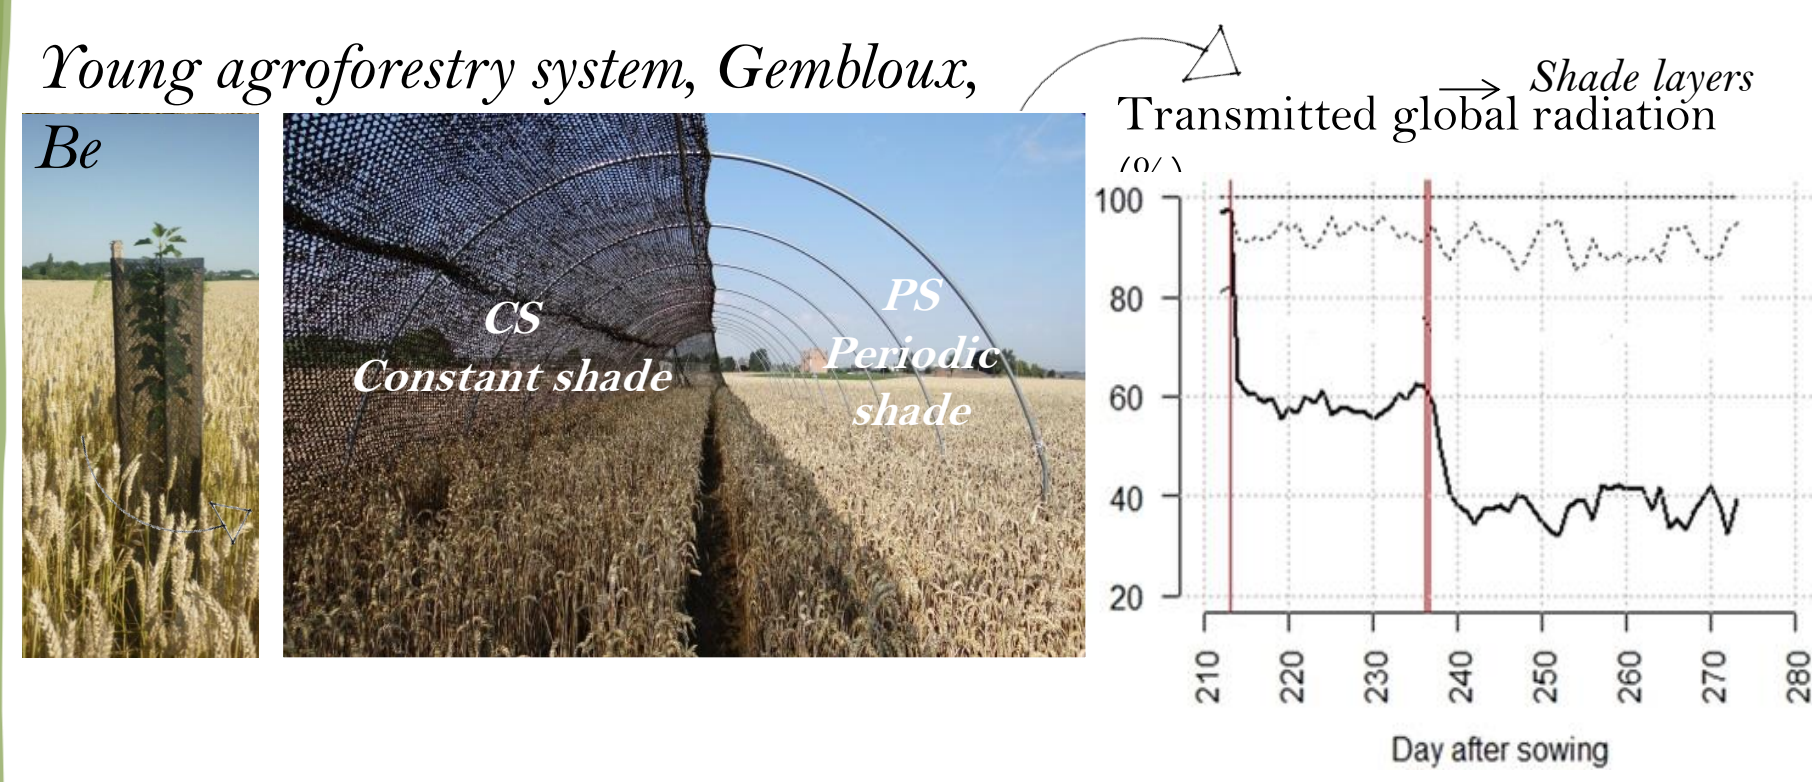 Young agroforestry system, Gembloux,
Be
CS
Constant shade
PS
Periodic
shade
Shade layers
Transmitted global radiation
(%)
100
80
60
40
20
210
220
230
240
250
260
270
280
Day after sowing